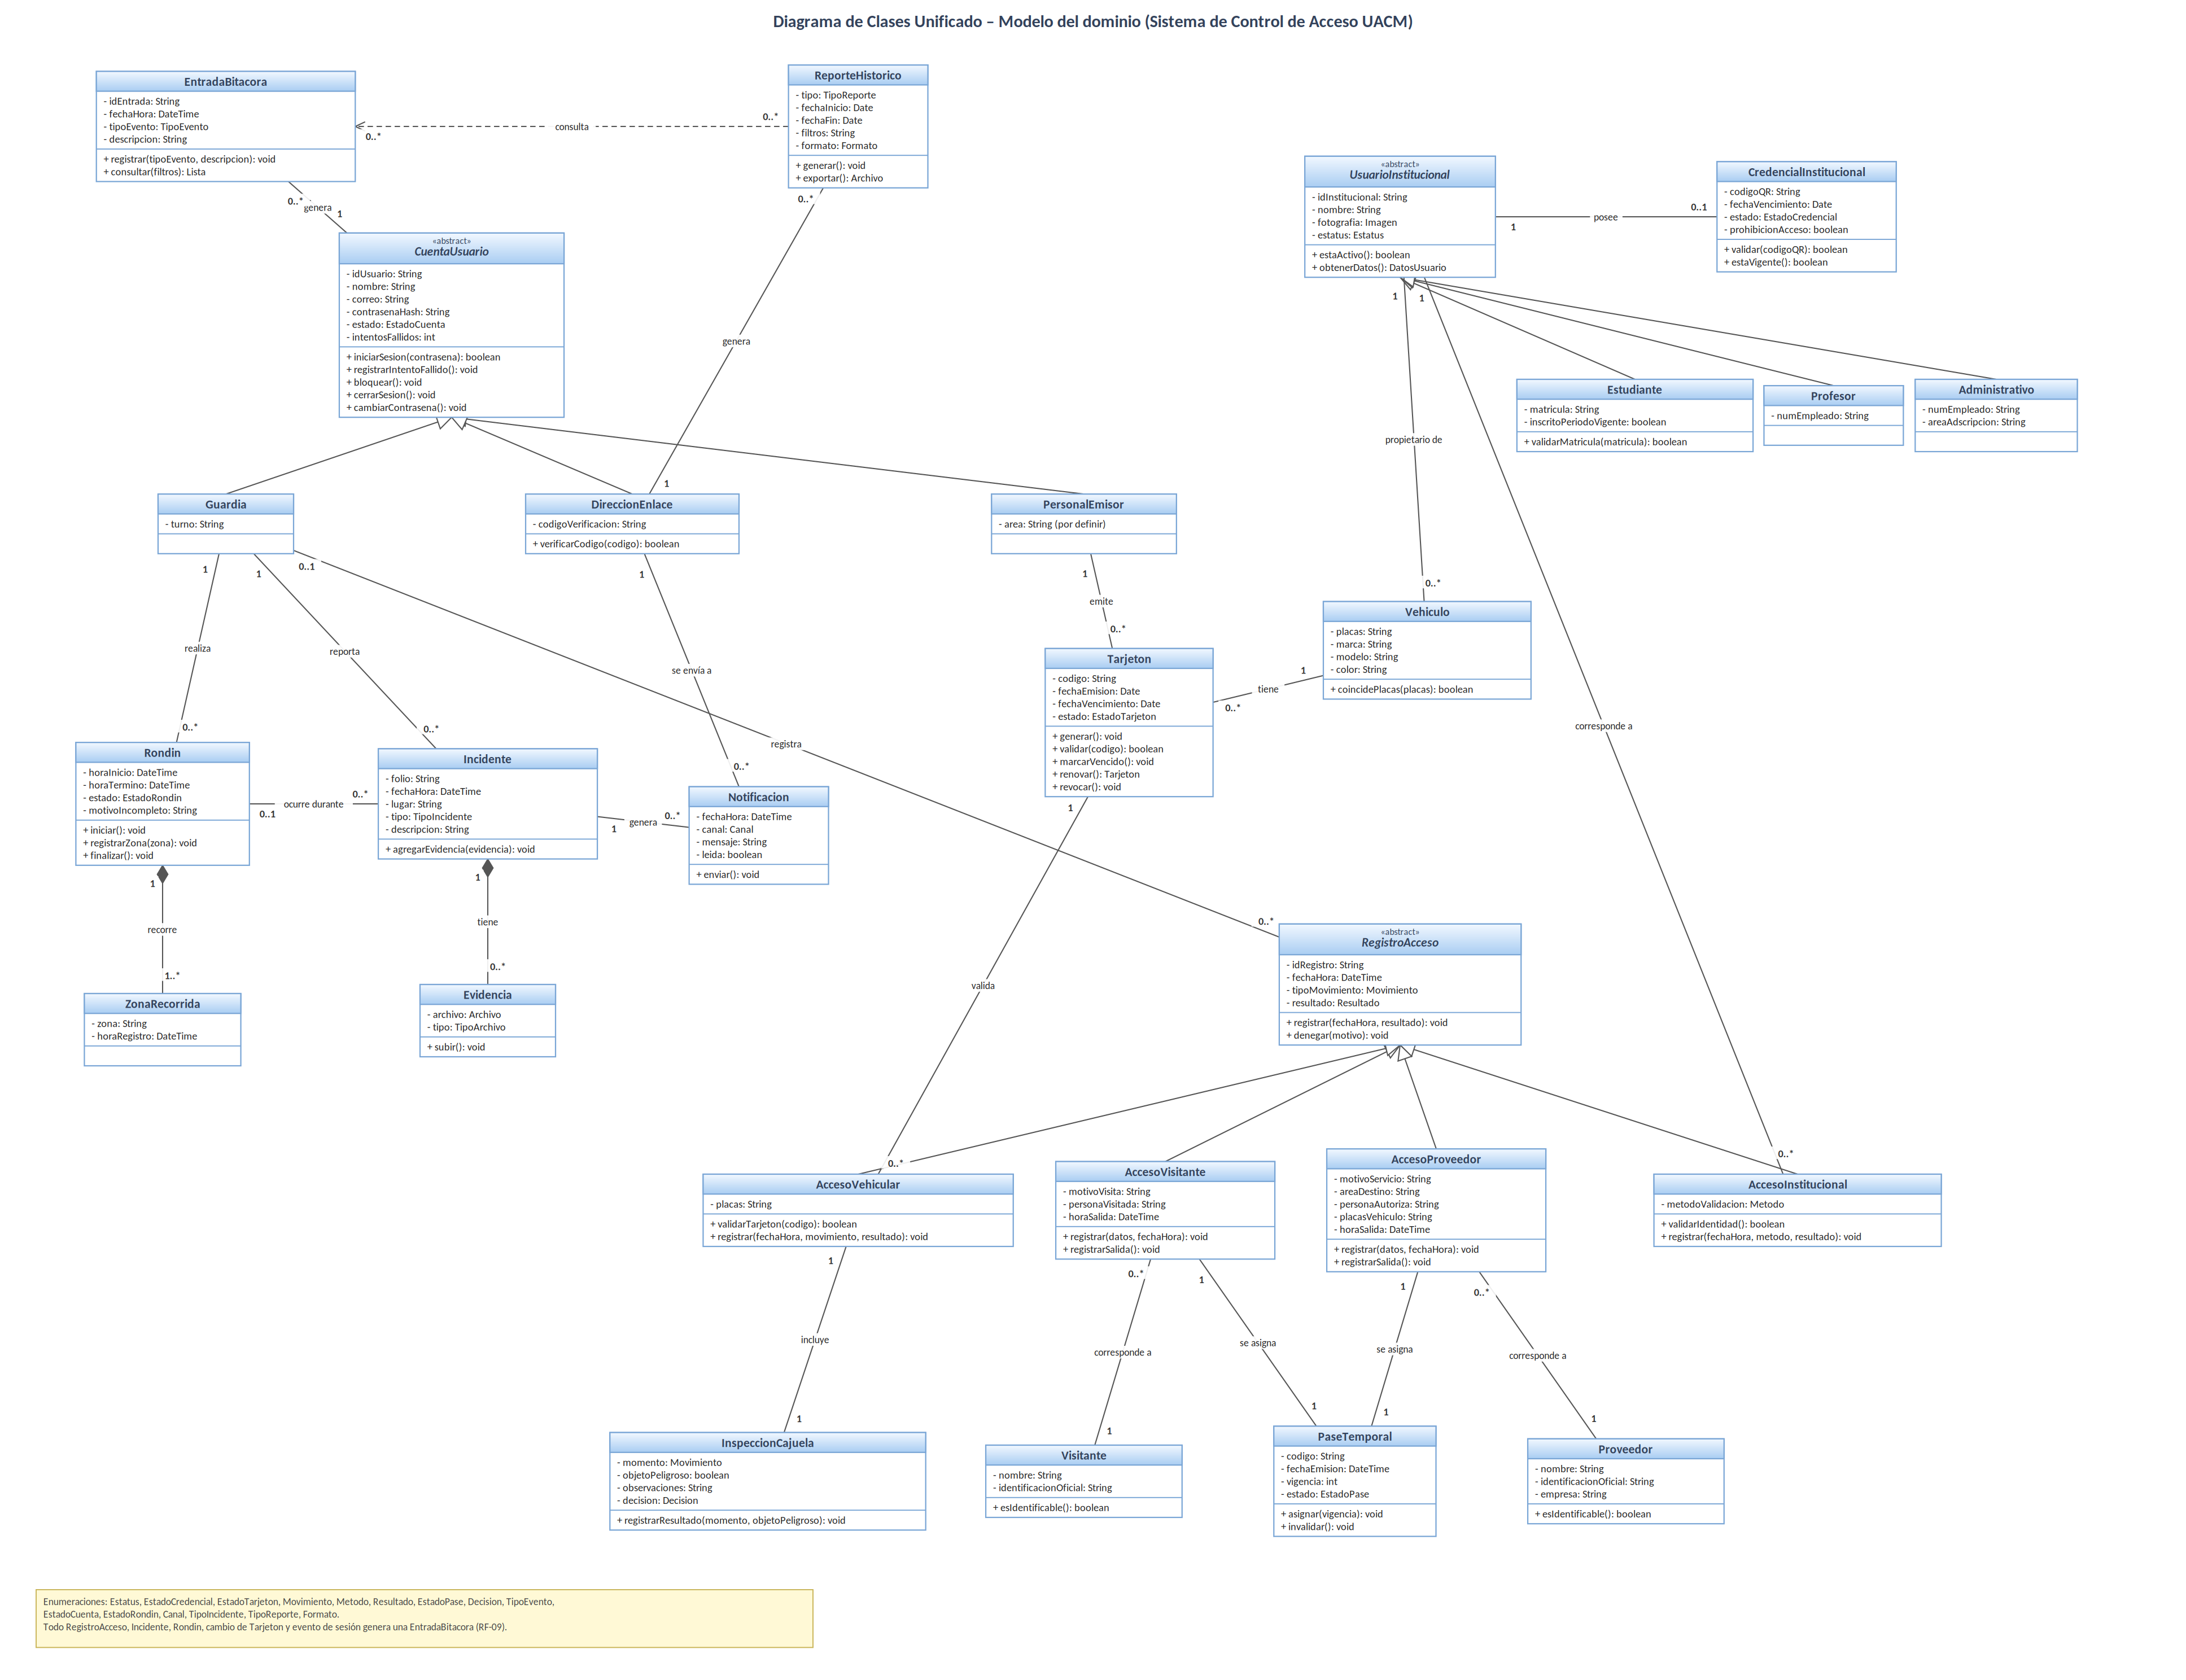 Diagrama de Clases Unificado – Modelo del dominio (Sistema de Control de Acceso UACM)
EntradaBitacora
- idEntrada: String
- fechaHora: DateTime
- tipoEvento: TipoEvento
- descripcion: String
+ registrar(tipoEvento, descripcion): void
+ consultar(filtros): Lista
0..*
consulta
0..*
ReporteHistorico
- tipo: TipoReporte
- fechaInicio: Date
- fechaFin: Date
- filtros: String
- formato: Formato
+ generar(): void
+ exportar(): Archivo
0..*
genera
1
0..*
genera
1
«abstract»
CuentaUsuario
- idUsuario: String
- nombre: String
- correo: String
- contrasenaHash: String
- estado: EstadoCuenta
- intentosFallidos: int
+ iniciarSesion(contrasena): boolean
+ registrarIntentoFallido(): void
+ bloquear(): void
+ cerrarSesion(): void
+ cambiarContrasena(): void
«abstract»
UsuarioInstitucional
- idInstitucional: String
- nombre: String
- fotografia: Imagen
- estatus: Estatus
+ estaActivo(): boolean
+ obtenerDatos(): DatosUsuario
1
posee
0..1
CredencialInstitucional
- codigoQR: String
- fechaVencimiento: Date
- estado: EstadoCredencial
- prohibicionAcceso: boolean
+ validar(codigoQR): boolean
+ estaVigente(): boolean
1
1
Estudiante
- matricula: String
- inscritoPeriodoVigente: boolean
+ validarMatricula(matricula): boolean
Profesor
- numEmpleado: String
Administrativo
- numEmpleado: String
- areaAdscripcion: String
propietario de
0..*
Guardia
- turno: String
DireccionEnlace
- codigoVerificacion: String
+ verificarCodigo(codigo): boolean
PersonalEmisor
- area: String (por definir)
1
1
0..1
1
1
realiza
reporta
se envía a
emite
0..*
0..*
0..*
0..*
registra
0..*
Vehiculo
- placas: String
- marca: String
- modelo: String
- color: String
+ coincidePlacas(placas): boolean
1
tiene
0..*
Tarjeton
- codigo: String
- fechaEmision: Date
- fechaVencimiento: Date
- estado: EstadoTarjeton
+ generar(): void
+ validar(codigo): boolean
+ marcarVencido(): void
+ renovar(): Tarjeton
+ revocar(): void
1
valida
0..*
corresponde a
0..*
Rondin
- horaInicio: DateTime
- horaTermino: DateTime
- estado: EstadoRondin
- motivoIncompleto: String
+ iniciar(): void
+ registrarZona(zona): void
+ finalizar(): void
0..1
ocurre durante
0..*
Incidente
- folio: String
- fechaHora: DateTime
- lugar: String
- tipo: TipoIncidente
- descripcion: String
+ agregarEvidencia(evidencia): void
1
genera
0..*
Notificacion
- fechaHora: DateTime
- canal: Canal
- mensaje: String
- leida: boolean
+ enviar(): void
1
recorre
1..*
1
tiene
0..*
ZonaRecorrida
- zona: String
- horaRegistro: DateTime
Evidencia
- archivo: Archivo
- tipo: TipoArchivo
+ subir(): void
«abstract»
RegistroAcceso
- idRegistro: String
- fechaHora: DateTime
- tipoMovimiento: Movimiento
- resultado: Resultado
+ registrar(fechaHora, resultado): void
+ denegar(motivo): void
AccesoVehicular
- placas: String
+ validarTarjeton(codigo): boolean
+ registrar(fechaHora, movimiento, resultado): void
AccesoVisitante
- motivoVisita: String
- personaVisitada: String
- horaSalida: DateTime
+ registrar(datos, fechaHora): void
+ registrarSalida(): void
AccesoProveedor
- motivoServicio: String
- areaDestino: String
- personaAutoriza: String
- placasVehiculo: String
- horaSalida: DateTime
+ registrar(datos, fechaHora): void
+ registrarSalida(): void
AccesoInstitucional
- metodoValidacion: Metodo
+ validarIdentidad(): boolean
+ registrar(fechaHora, metodo, resultado): void
1
incluye
1
0..*
corresponde a
1
1
se asigna
1
1
se asigna
1
0..*
corresponde a
1
InspeccionCajuela
- momento: Movimiento
- objetoPeligroso: boolean
- observaciones: String
- decision: Decision
+ registrarResultado(momento, objetoPeligroso): void
Visitante
- nombre: String
- identificacionOficial: String
+ esIdentificable(): boolean
PaseTemporal
- codigo: String
- fechaEmision: DateTime
- vigencia: int
- estado: EstadoPase
+ asignar(vigencia): void
+ invalidar(): void
Proveedor
- nombre: String
- identificacionOficial: String
- empresa: String
+ esIdentificable(): boolean
Enumeraciones: Estatus, EstadoCredencial, EstadoTarjeton, Movimiento, Metodo, Resultado, EstadoPase, Decision, TipoEvento,
EstadoCuenta, EstadoRondin, Canal, TipoIncidente, TipoReporte, Formato.
Todo RegistroAcceso, Incidente, Rondin, cambio de Tarjeton y evento de sesión genera una EntradaBitacora (RF-09).